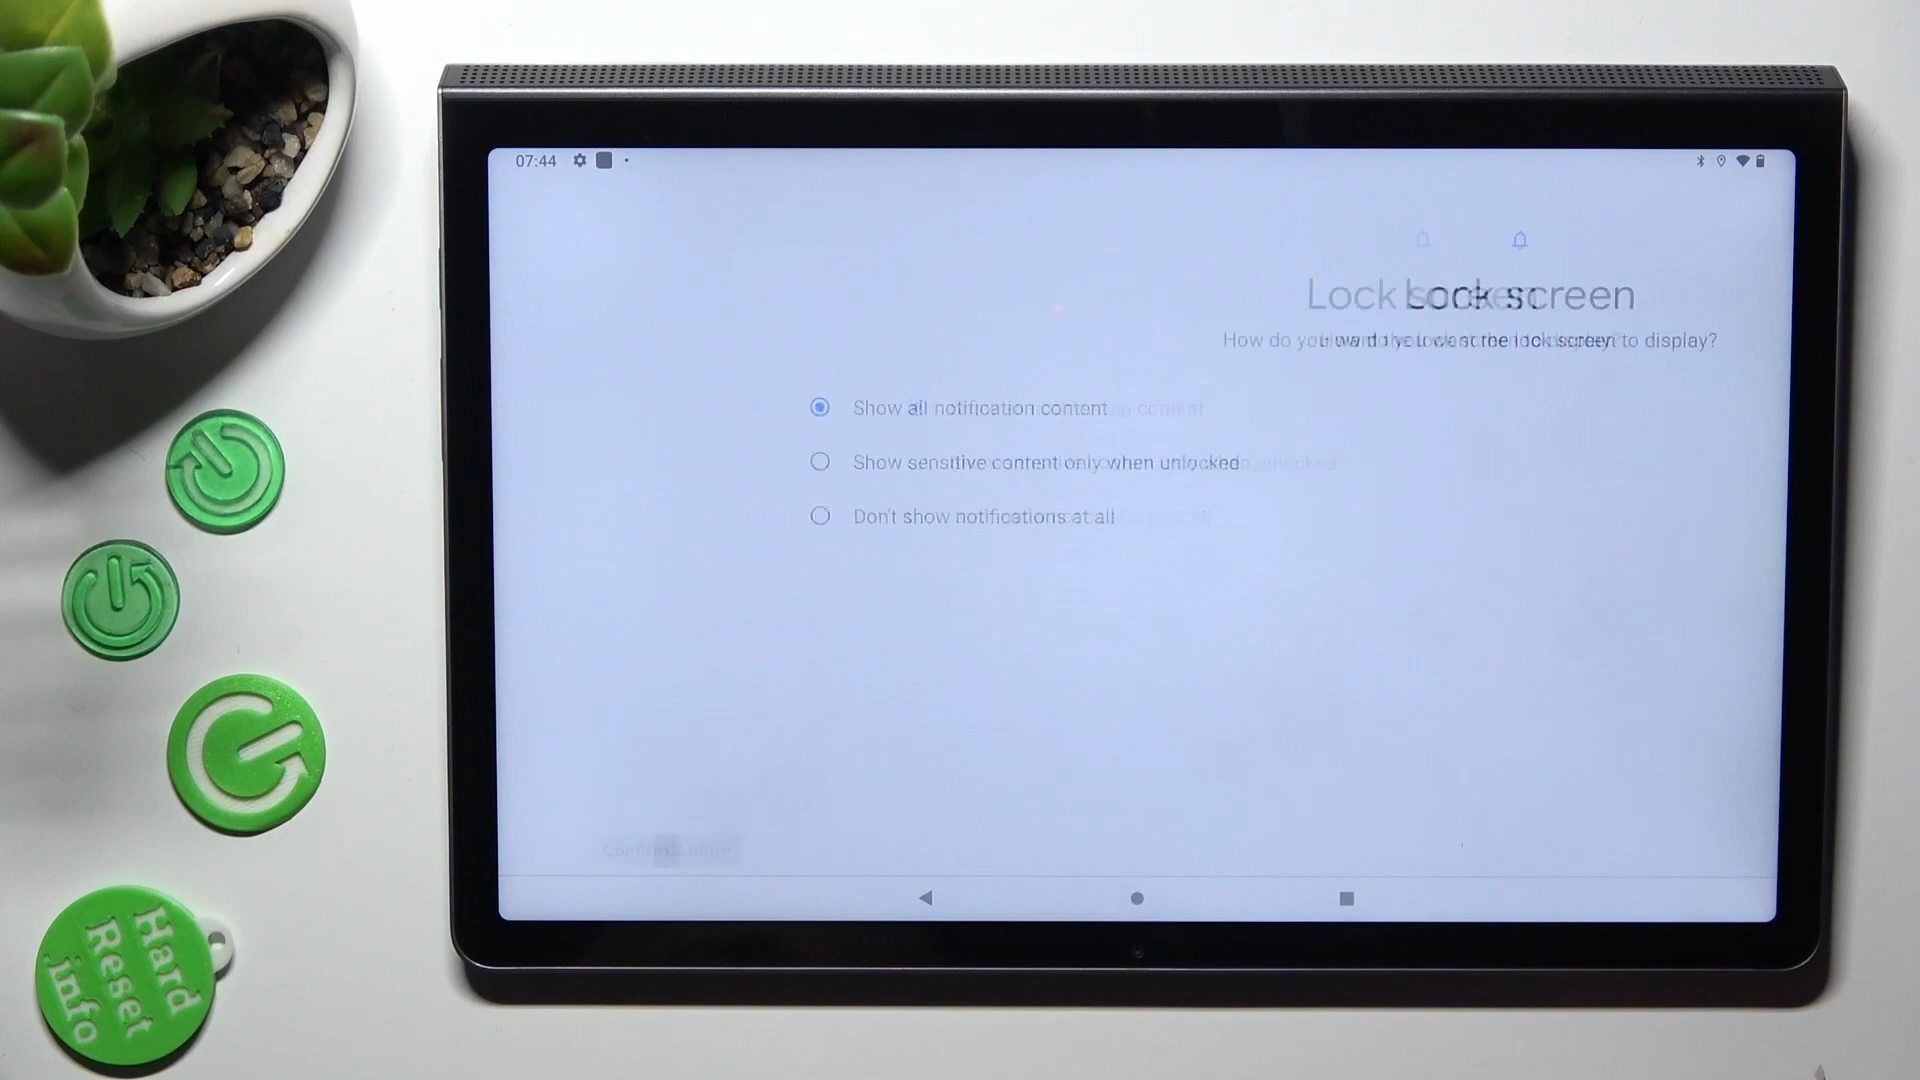 07:44
Lock screen
How do you want the lock screen to display?
Show all notification content
Show sensitive content only when unlocked
Don't show notifications at all
Hard
Reset
.info